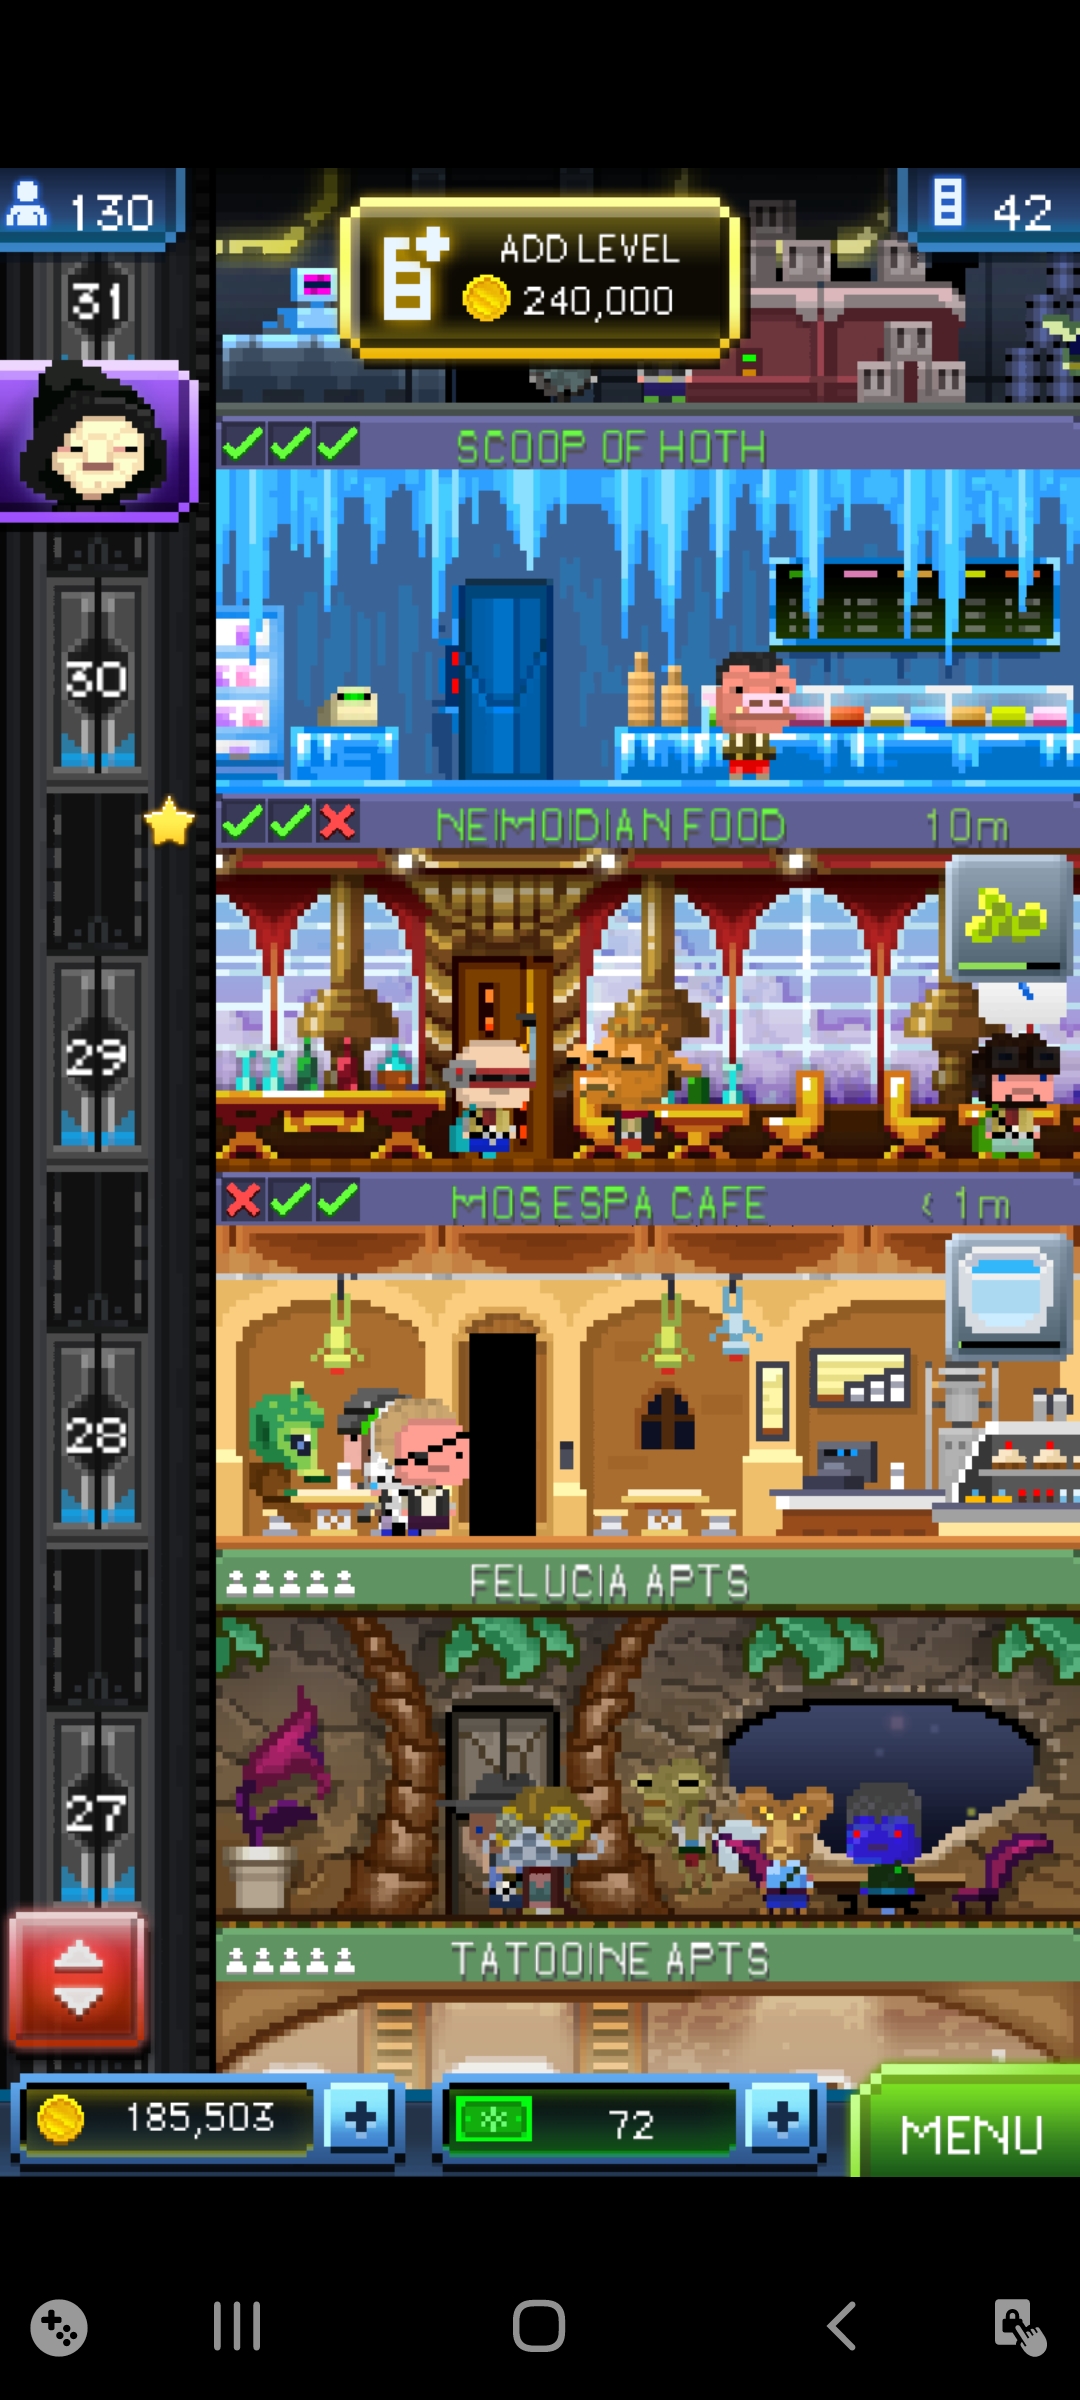 130
ADD LEVEL
240,000
42
31
SCOOP OF HOTH
30
NEIMOIDIAN FOOD 10m
29
MOS ESPA CAFE < 1m
28
FELUCIA APTS
27
TATOOINE APTS
185,503
72
MENU